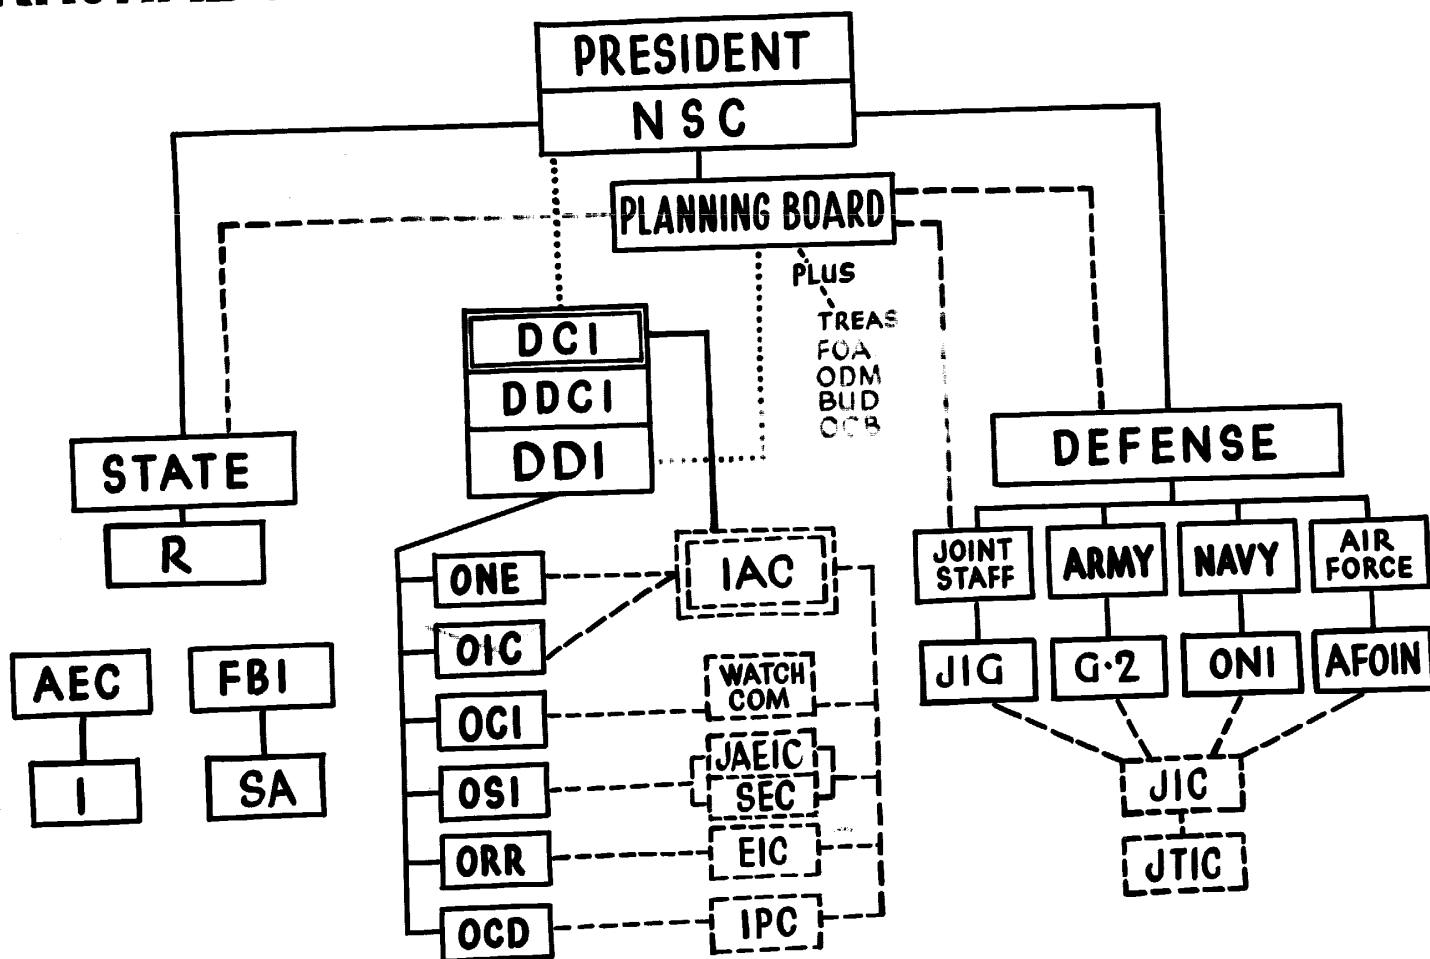 PRESIDENT
NSC
PLANNING BOARD
PLUS
TREAS
FOA
ODM
BUD
OCB
DCI
DDCI
DDI
STATE
R
DEFENSE
JOINT
STAFF
ARMY
NAVY
AIR
FORCE
JIG
G-2
ONI
AFOIN
JIC
JTIC
AEC
I
FBI
SA
ONE
OIC
OCI
OSI
ORR
OCD
IAC
WATCH
COM
JAEIC
SEC
EIC
IPC